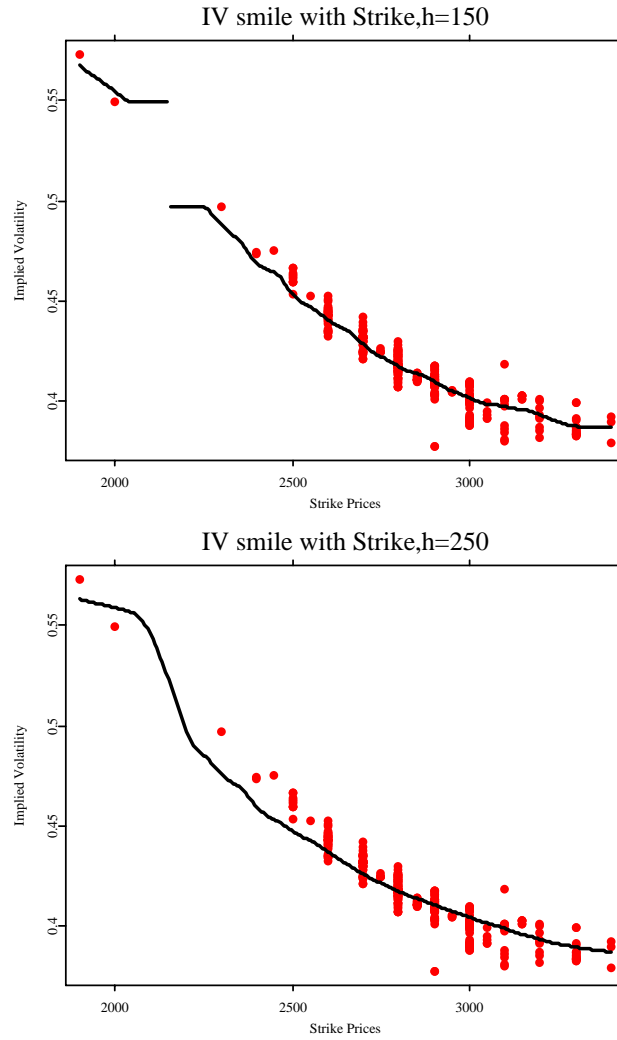 IV smile with Strike,h=150
Implied Volatility
0.55
0.5
0.45
0.4
2000 2500 3000
Strike Prices
IV smile with Strike,h=250
Implied Volatility
0.55
0.5
0.45
0.4
2000 2500 3000
Strike Prices